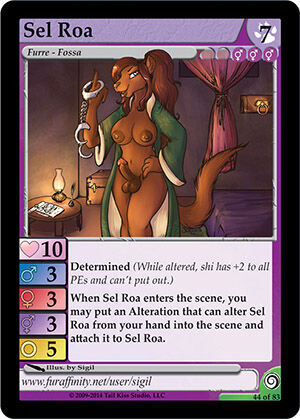 Sel Roa
7
Furre - Fossa
10
3
3
3
5
Determined (While altered, shi has +2 to all
PEs and can't put out.)
When Sel Roa enters the scene, you
may put an Alteration that can alter Sel
Roa from your hand into the scene and
attach it to Sel Roa.
Illus. by Sigil
www.furaffinity.net/user/sigil
© 2009-2014 Tail Kiss Studio, LLC
44 of 83